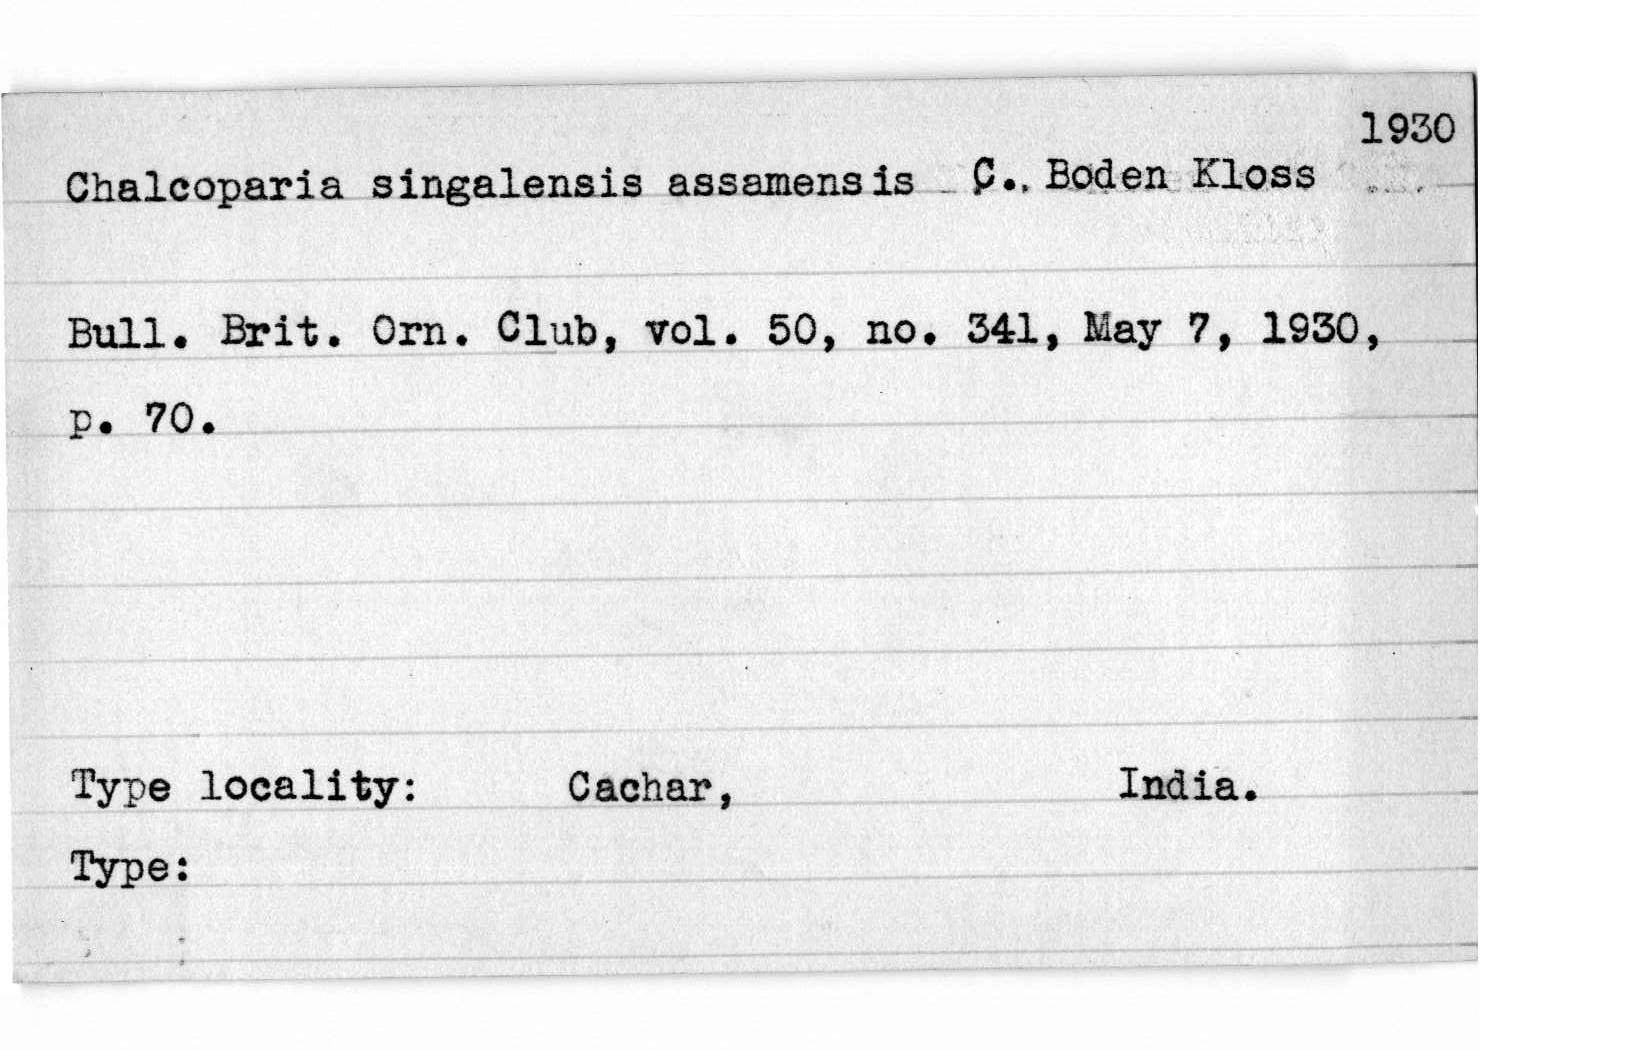 1930
Chalcoparia singalensis assamensis C. Boden Kloss
Bull. Brit. Orn. Club, vol. 50, no. 341, May 7, 1930,
p. 70.
Type locality: Cachar, India.
Type: